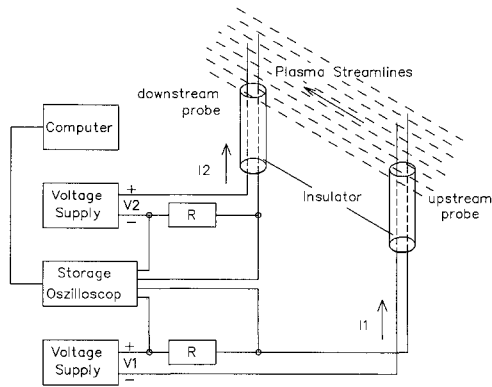 Plasma Streamlines
downstream
probe
Computer
I2
Voltage
Supply
+
V2
−
R
Insulator
upstream
probe
Storage
Oszilloscop
I1
Voltage
Supply
+
V1
−
R